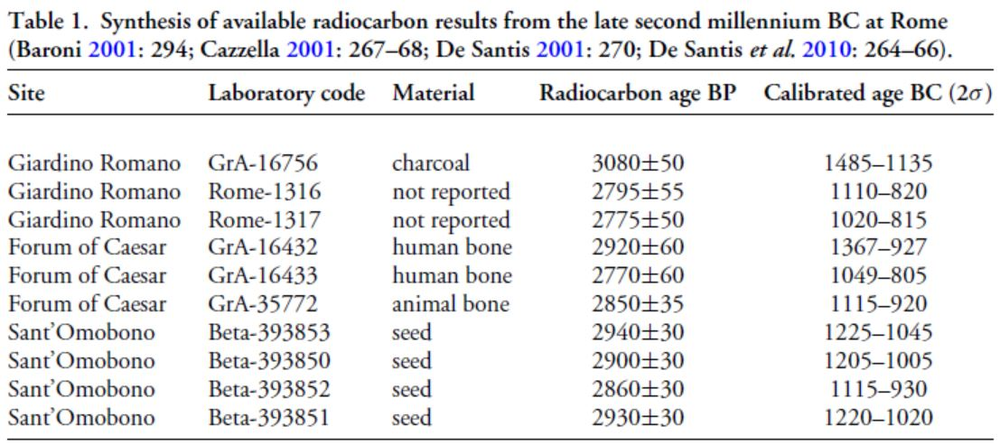 Table 1. Synthesis of available radiocarbon results from the late second millennium BC at Rome
(Baroni 2001: 294; Cazzella 2001: 267–68; De Santis 2001: 270; De Santis et al. 2010: 264–66).
Site Laboratory code Material Radiocarbon age BP Calibrated age BC (2σ)
Giardino Romano GrA-16756 charcoal 3080±50 1485–1135
Giardino Romano Rome-1316 not reported 2795±55 1110–820
Giardino Romano Rome-1317 not reported 2775±50 1020–815
Forum of Caesar GrA-16432 human bone 2920±60 1367–927
Forum of Caesar GrA-16433 human bone 2770±60 1049–805
Forum of Caesar GrA-35772 animal bone 2850±35 1115–920
Sant’Omobono Beta-393853 seed 2940±30 1225–1045
Sant’Omobono Beta-393850 seed 2900±30 1205–1005
Sant’Omobono Beta-393852 seed 2860±30 1115–930
Sant’Omobono Beta-393851 seed 2930±30 1220–1020